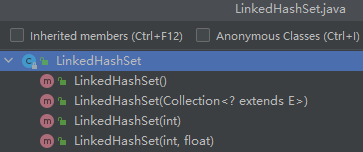 LinkedHashSet.java
Inherited members (Ctrl+F12) Anonymous Classes (Ctrl+I)
LinkedHashSet
LinkedHashSet()
LinkedHashSet(Collection<? extends E>)
LinkedHashSet(int)
LinkedHashSet(int, float)